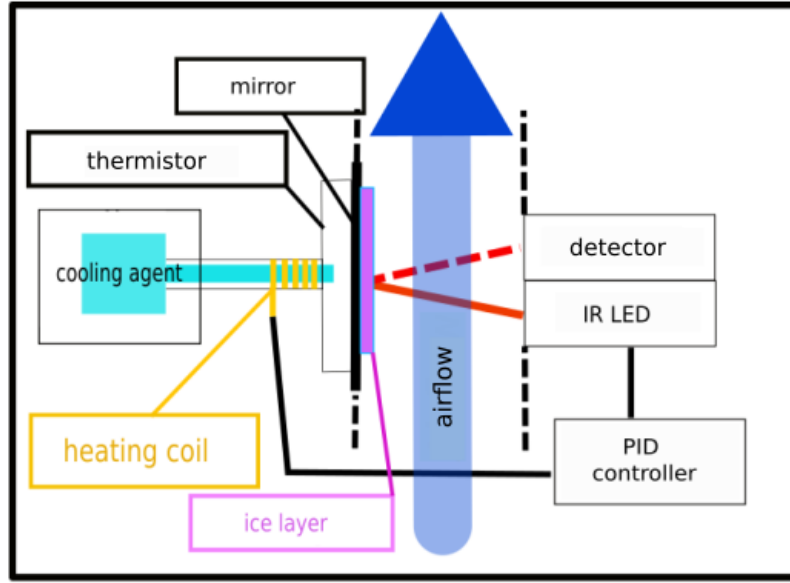 mirror
thermistor
cooling agent
detector
IR LED
airflow
heating coil
PID
controller
ice layer